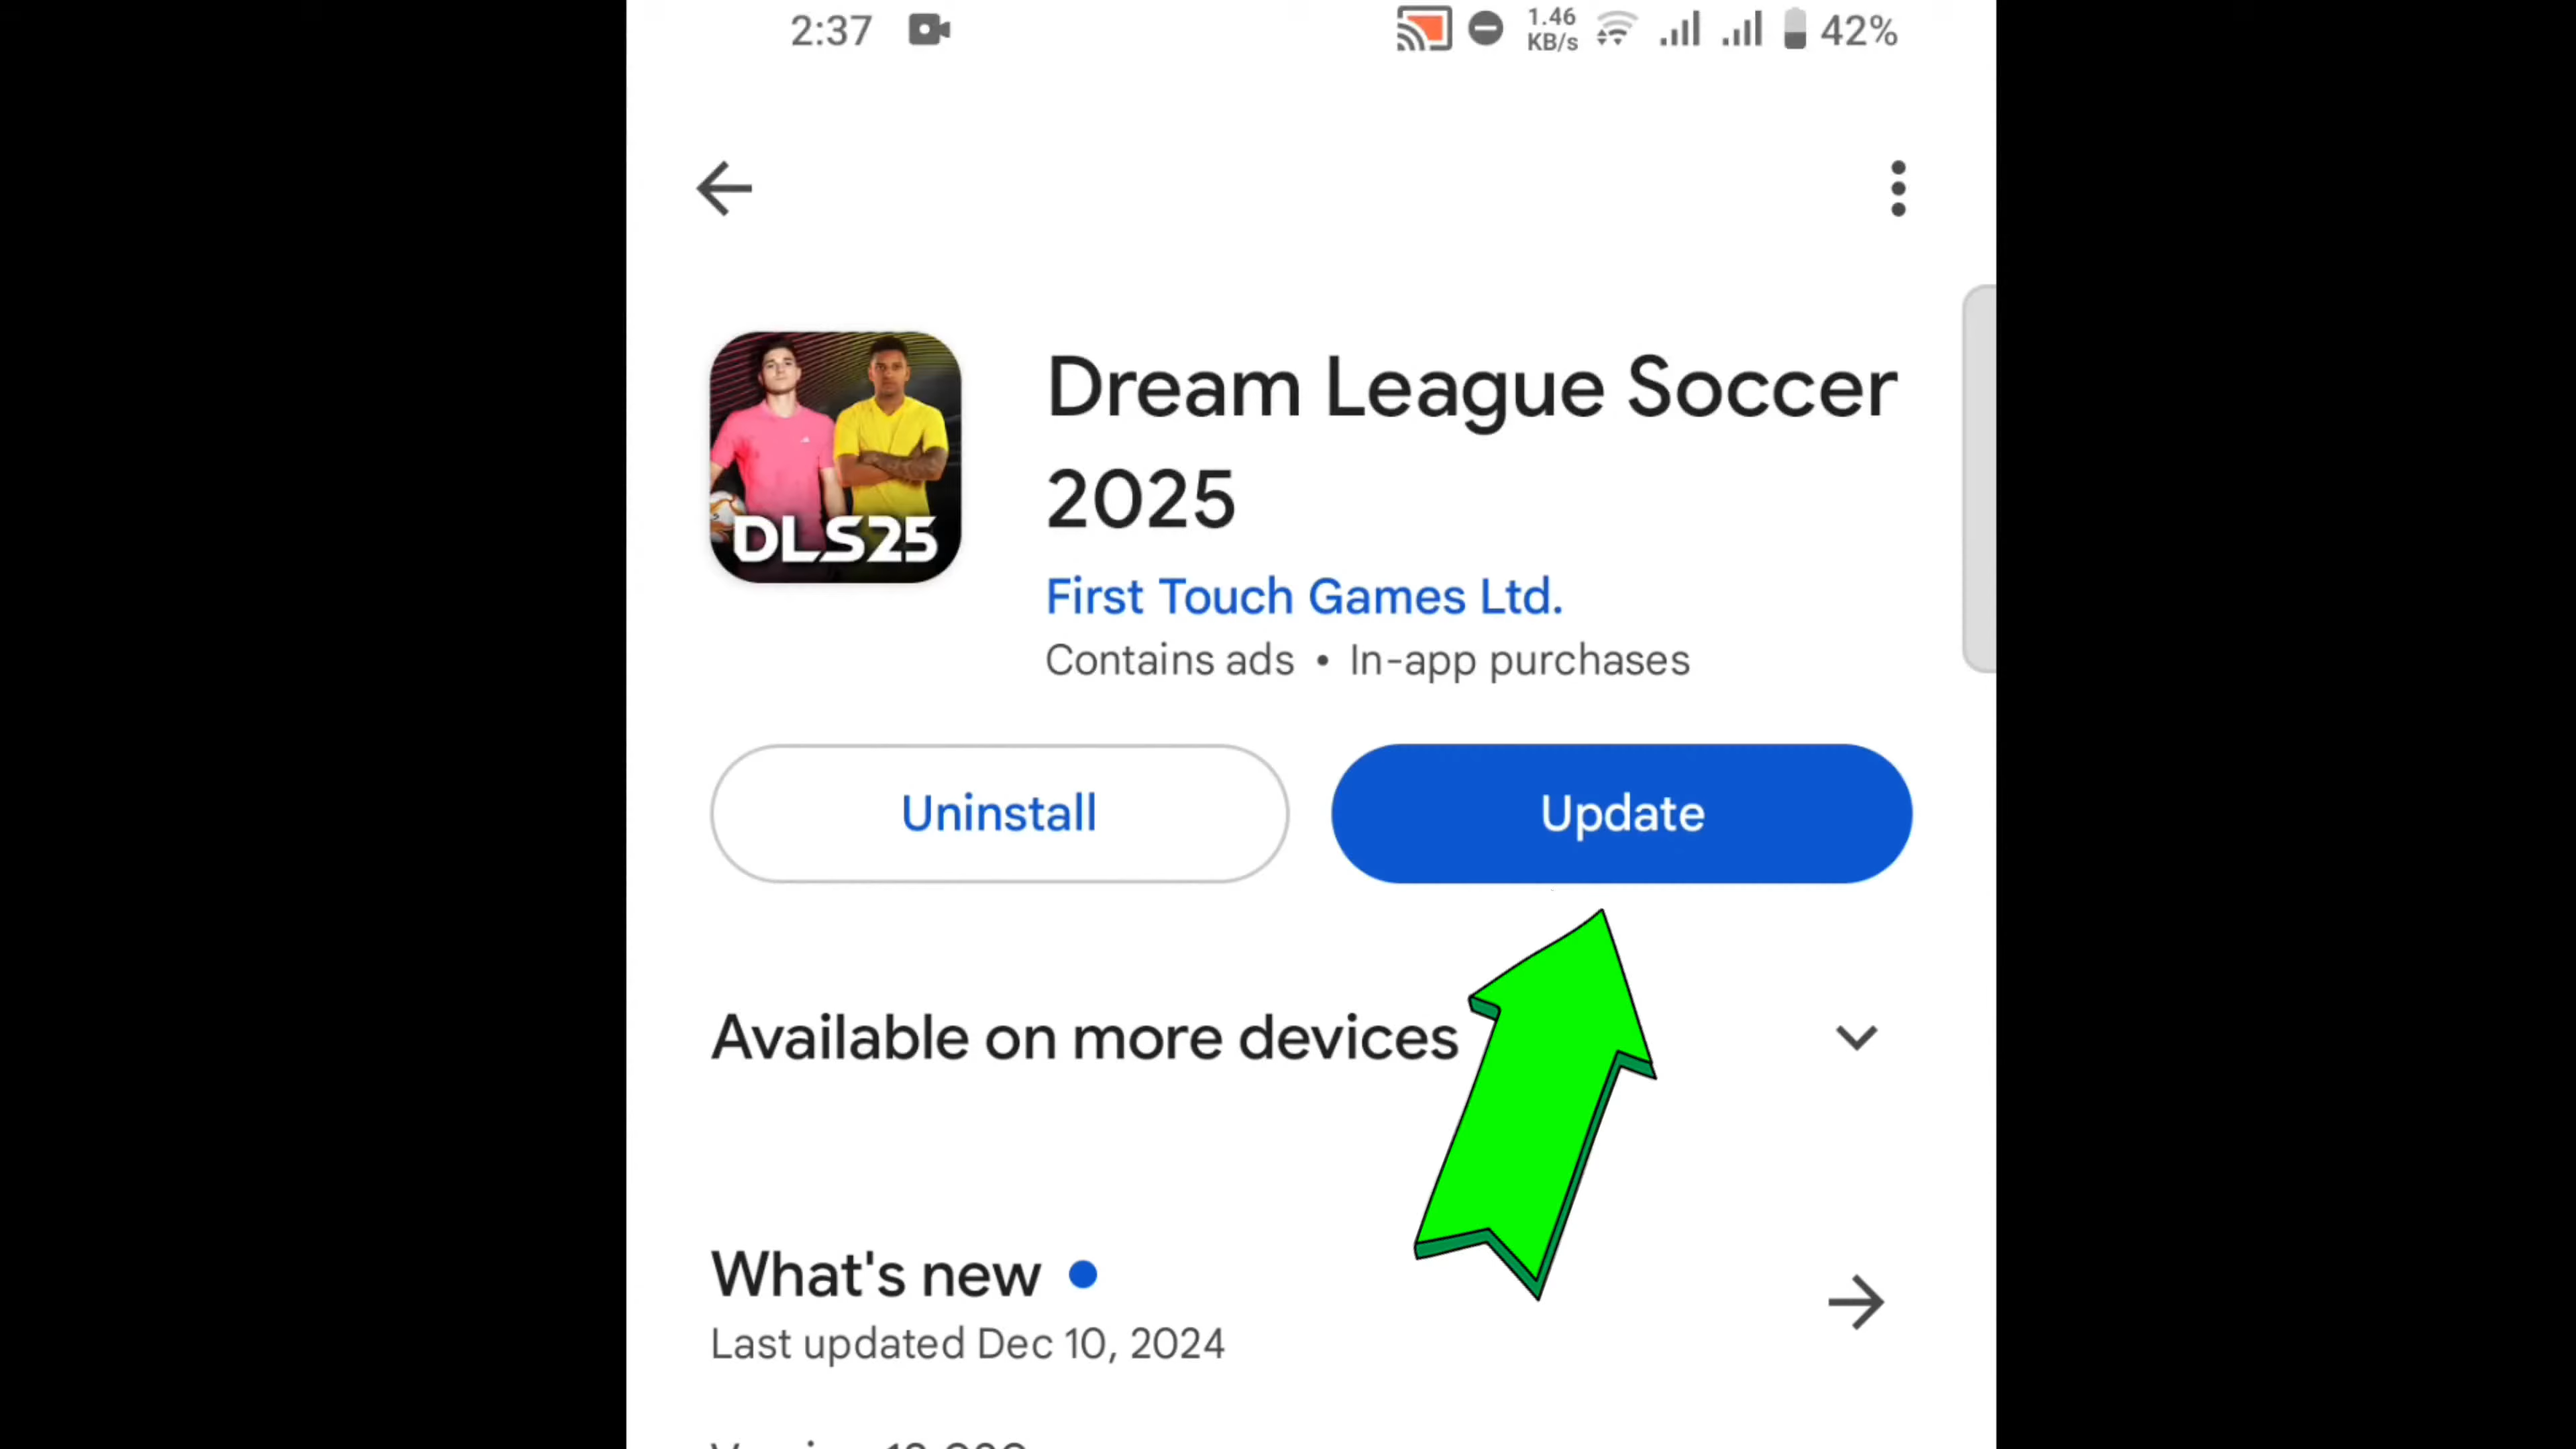 2:37
1.46
KB/s
42%
Dream League Soccer
2025
DLS25
First Touch Games Ltd.
Contains ads • In-app purchases
Uninstall
Update
Available on more devices
What's new
Last updated Dec 10, 2024